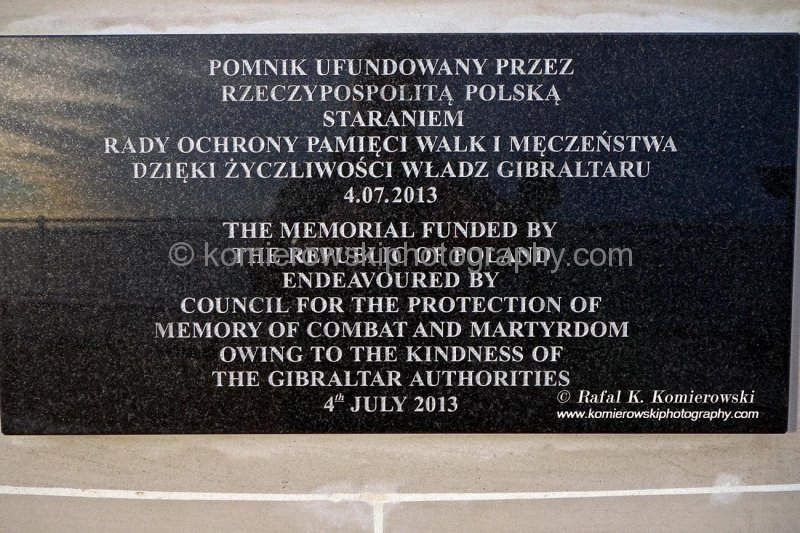 POMNIK UFUNDOWANY PRZEZ
RZECZYPOSPOLITĄ POLSKĄ
STARANIEM
RADY OCHRONY PAMIĘCI WALK I MĘCZEŃSTWA
DZIĘKI ŻYCZLIWOŚCI WŁADZ GIBRALTARU
4.07.2013
THE MEMORIAL FUNDED BY
© komierowskiphotography.com
THE REPUBLIC OF POLAND
ENDEAVOURED BY
COUNCIL FOR THE PROTECTION OF
MEMORY OF COMBAT AND MARTYRDOM
OWING TO THE KINDNESS OF
THE GIBRALTAR AUTHORITIES
4th JULY 2013
© Rafal K. Komierowski
www.komierowskiphotography.com